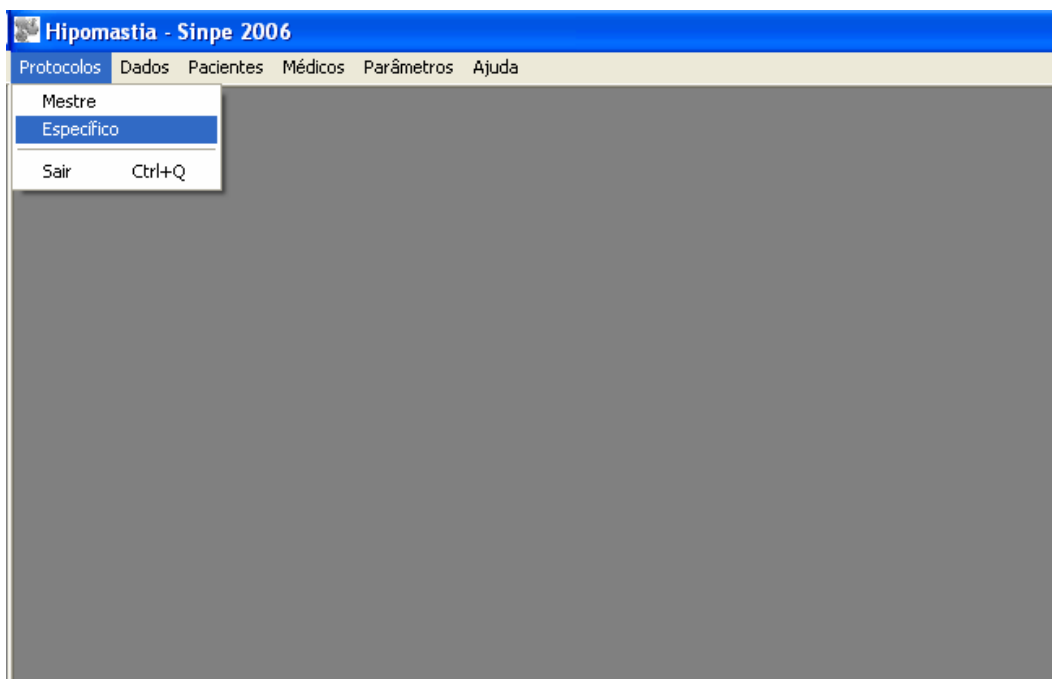 Hipomastia - Sinpe 2006
Protocolos Dados Pacientes Médicos Parâmetros Ajuda
Mestre
Específico
Sair Ctrl+Q